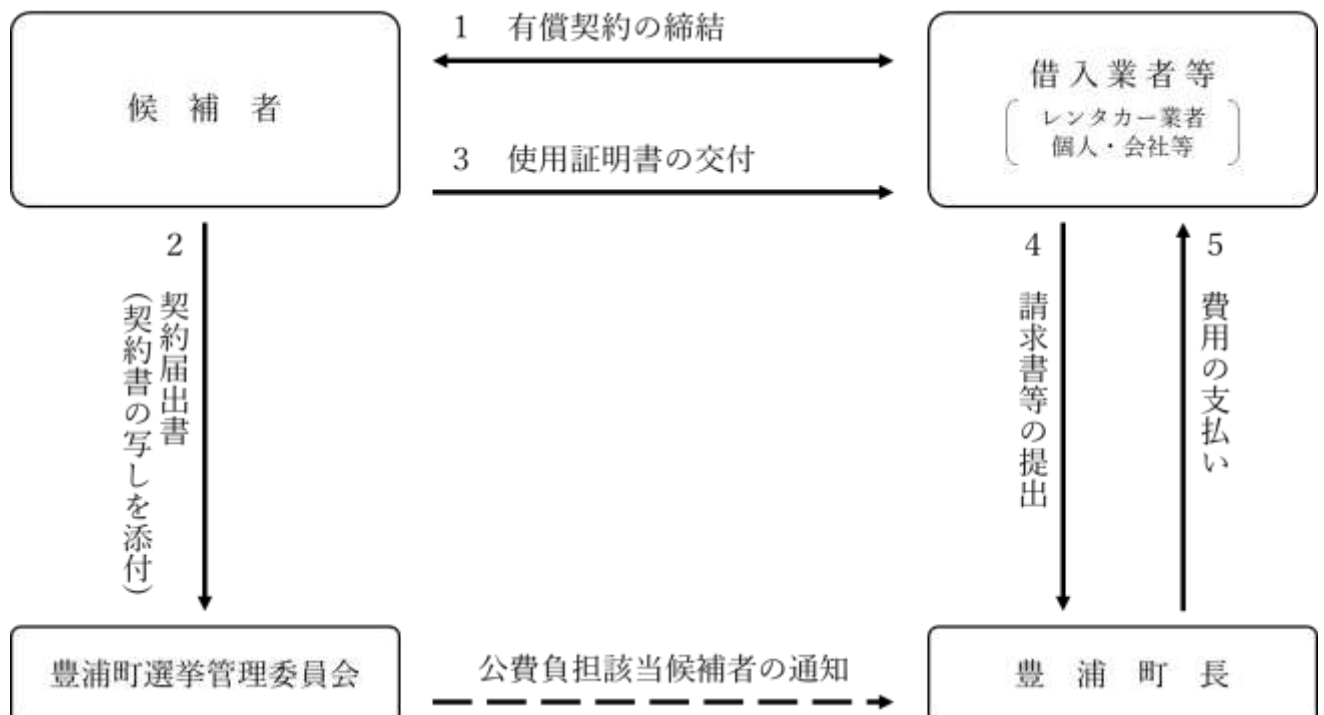 1 有償契約の締結
候補者
借入業者等
レンタカー業者
個人・会社等
3 使用証明書の交付
2 契約届出書
（契約書の写しを添付）
4 請求書等の提出
5 費用の支払い
豊浦町選挙管理委員会
公費負担該当候補者の通知
豊浦町長